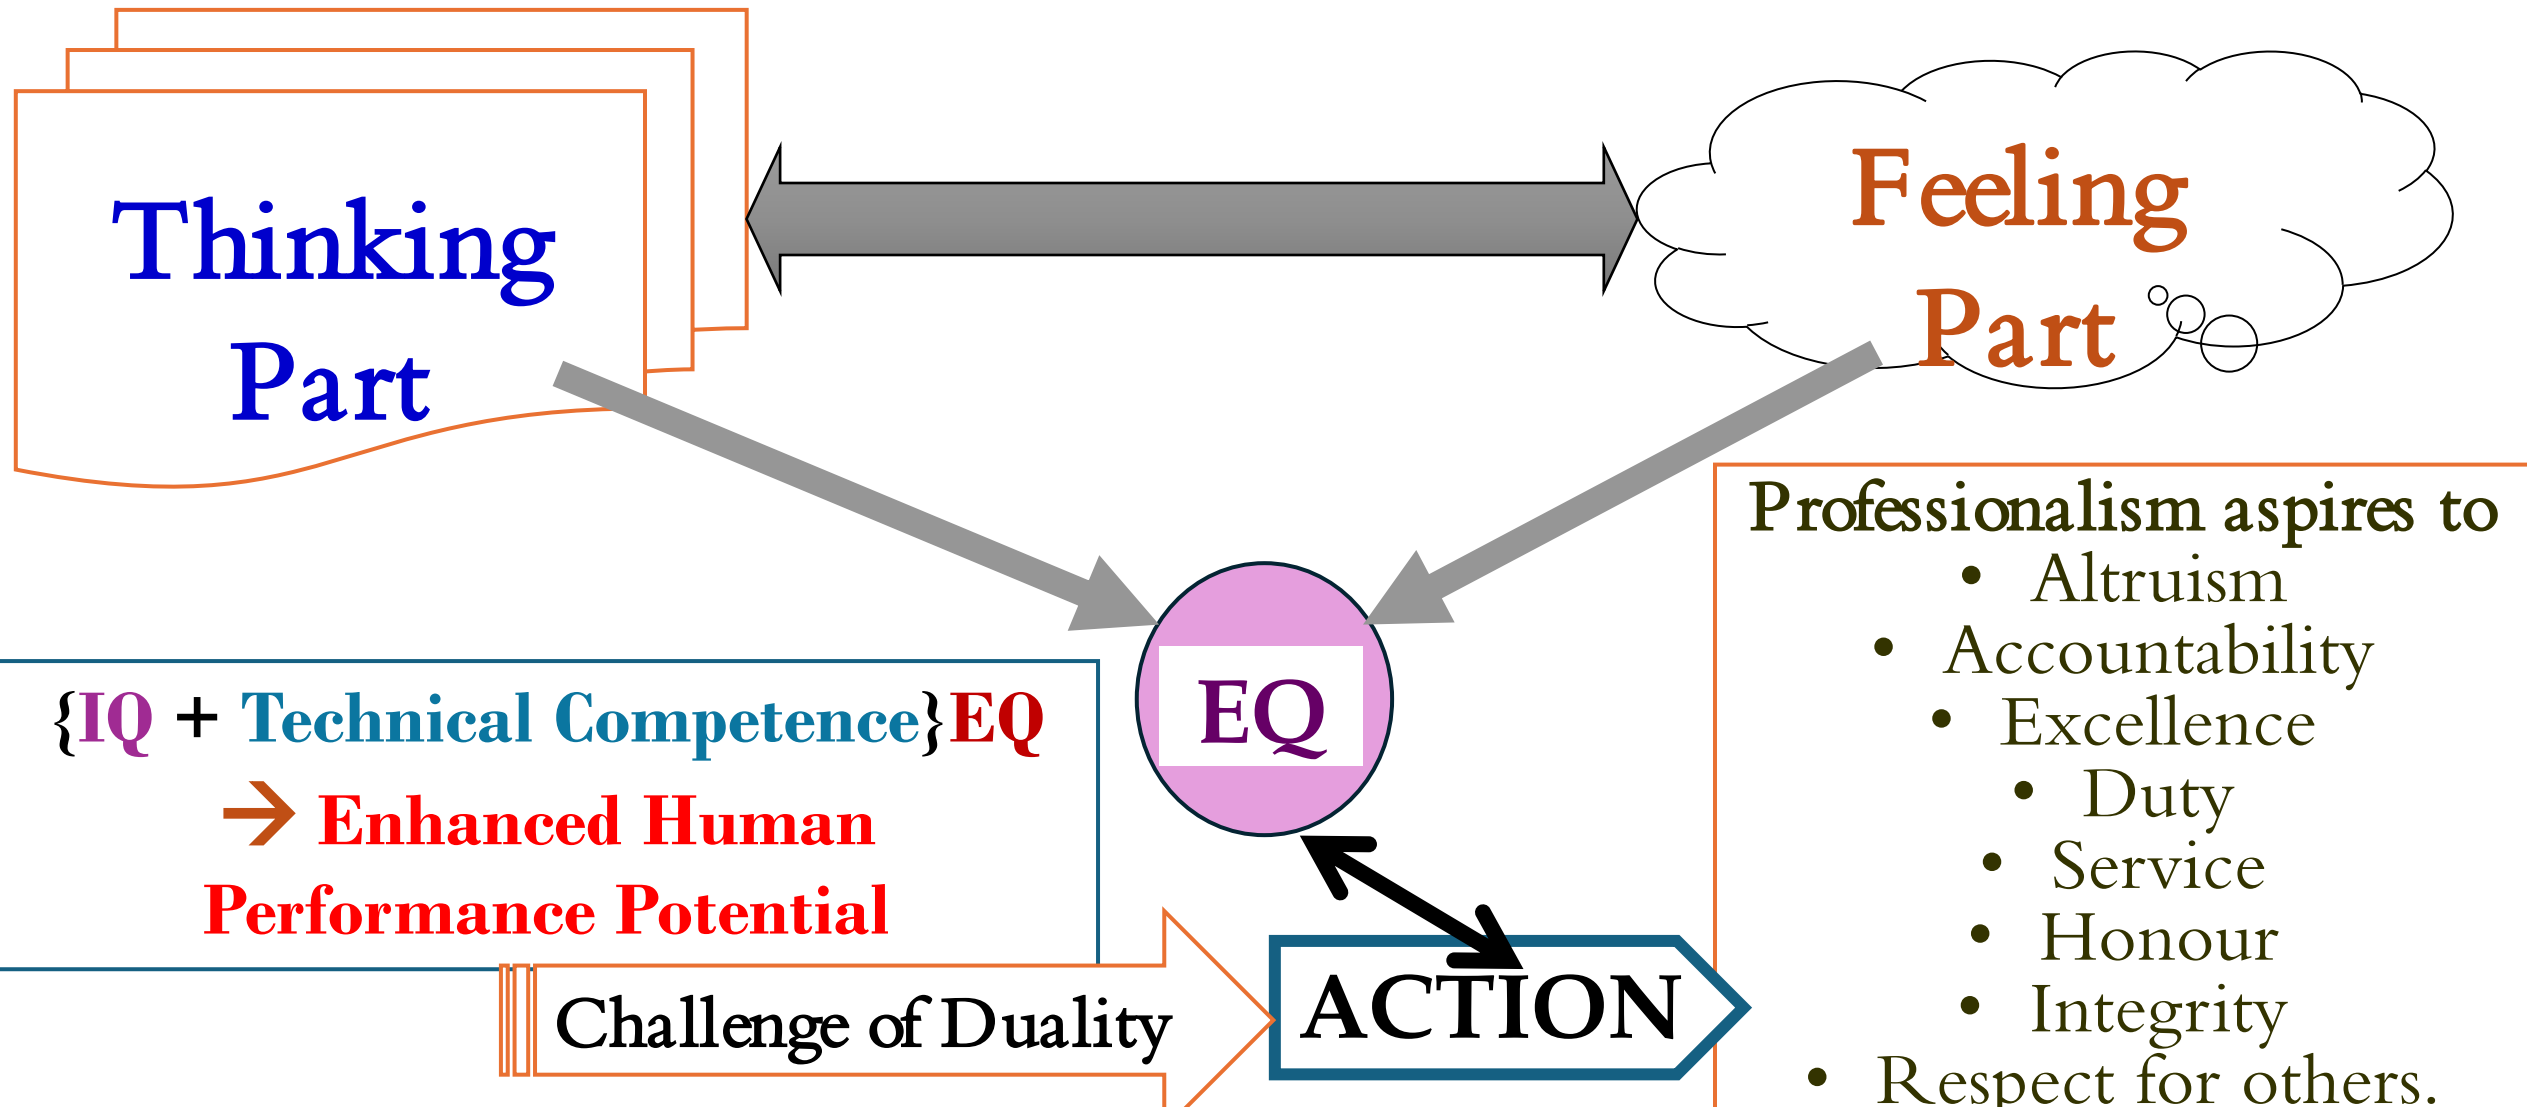 Thinking
Part
Feeling
Part
EQ
{IQ + Technical Competence}EQ
→ Enhanced Human
Performance Potential
Challenge of Duality
ACTION
Professionalism aspires to
• Altruism
• Accountability
• Excellence
• Duty
• Service
• Honour
• Integrity
• Respect for others.